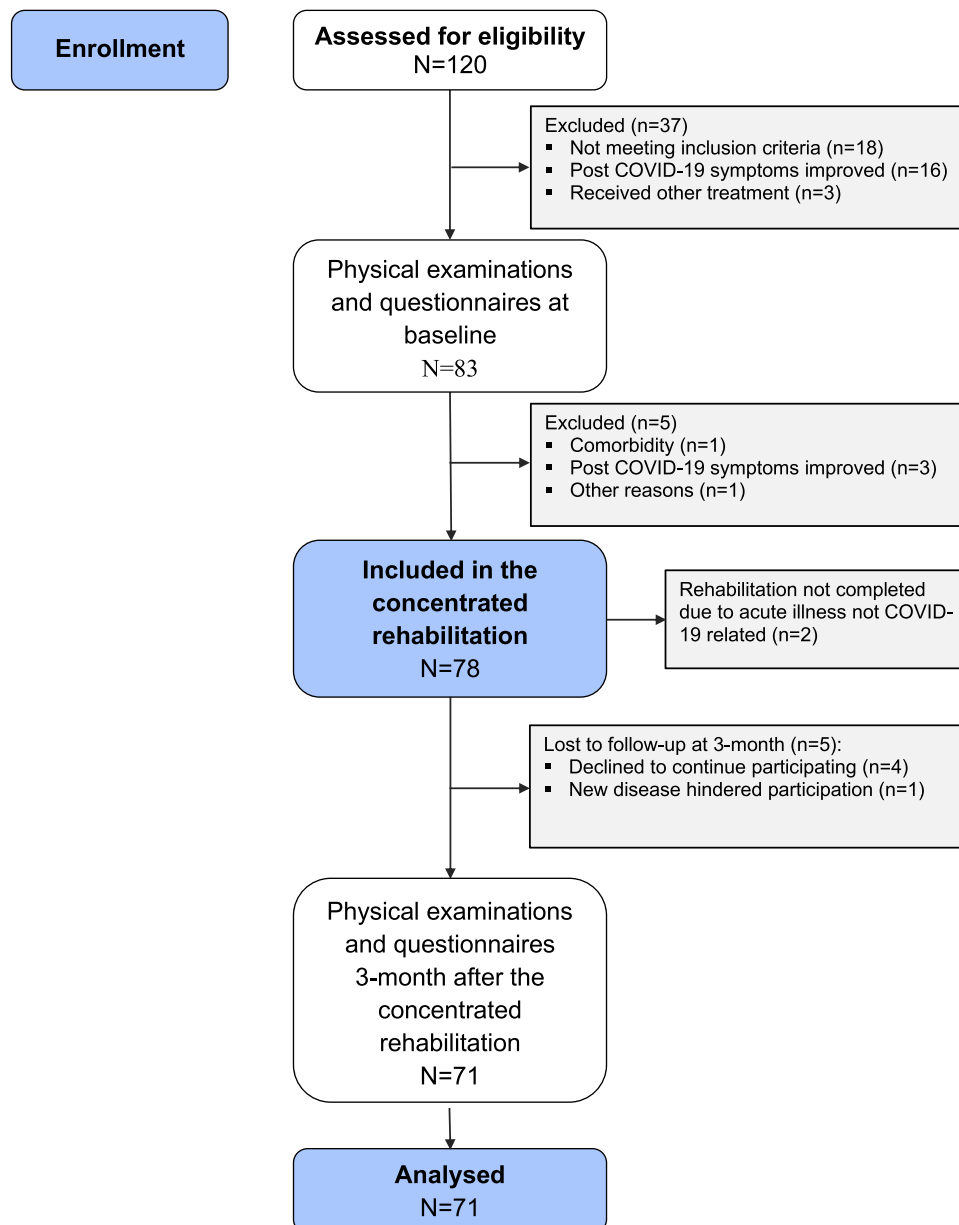 Enrollment
Assessed for eligibility
N=120
Excluded (n=37)
▪ Not meeting inclusion criteria (n=18)
▪ Post COVID-19 symptoms improved (n=16)
▪ Received other treatment (n=3)
Physical examinations
and questionnaires at
baseline
N=83
Excluded (n=5)
▪ Comorbidity (n=1)
▪ Post COVID-19 symptoms improved (n=3)
▪ Other reasons (n=1)
Included in the
concentrated
rehabilitation
N=78
Rehabilitation not completed
due to acute illness not COVID-
19 related (n=2)
Lost to follow-up at 3-month (n=5):
▪ Declined to continue participating (n=4)
▪ New disease hindered participation (n=1)
Physical examinations
and questionnaires
3-month after the
concentrated
rehabilitation
N=71
Analysed
N=71